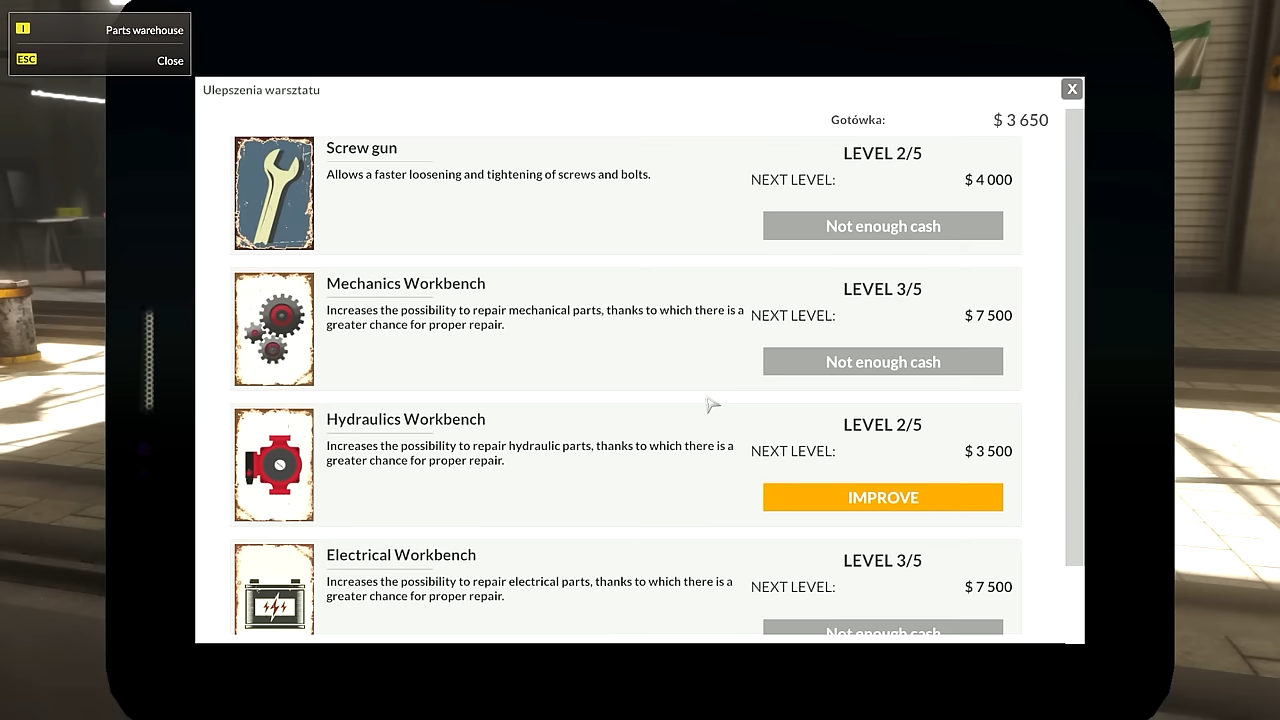 I
Parts warehouse
ESC
Close
Ulepszenia warsztatu
X
Gotówka:
$ 3 650
Screw gun
Allows a faster loosening and tightening of screws and bolts.
LEVEL 2/5
NEXT LEVEL:
$ 4 000
Not enough cash
Mechanics Workbench
Increases the possibility to repair mechanical parts, thanks to which there is a
greater chance for proper repair.
LEVEL 3/5
NEXT LEVEL:
$ 7 500
Not enough cash
Hydraulics Workbench
Increases the possibility to repair hydraulic parts, thanks to which there is a
greater chance for proper repair.
LEVEL 2/5
NEXT LEVEL:
$ 3 500
IMPROVE
Electrical Workbench
Increases the possibility to repair electrical parts, thanks to which there is a
greater chance for proper repair.
LEVEL 3/5
NEXT LEVEL:
$ 7 500
Not enough cash